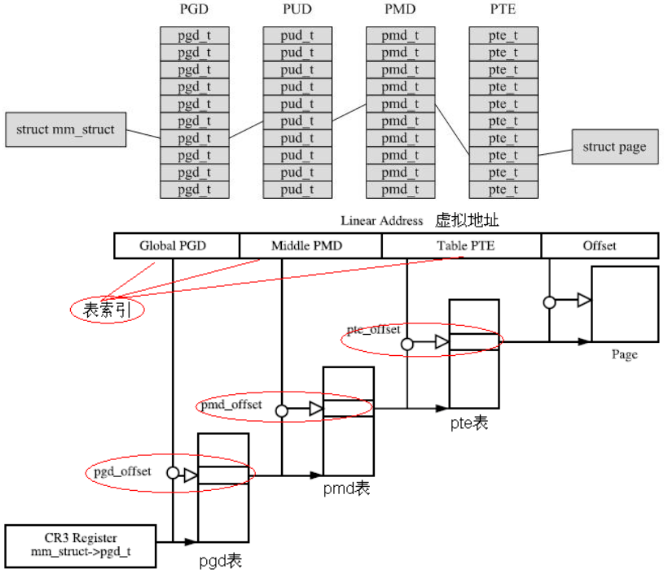 PGD PUD PMD PTE
pgd_t pud_t pmd_t pte_t
pgd_t pud_t pmd_t pte_t
pgd_t pud_t pmd_t pte_t
pgd_t pud_t pmd_t pte_t
pgd_t pud_t pmd_t pte_t
pgd_t pud_t pmd_t pte_t
struct mm_struct pgd_t pud_t pmd_t pte_t
pgd_t pud_t pmd_t pte_t struct page
pgd_t pud_t pmd_t pte_t
pgd_t pud_t pmd_t pte_t
Linear Address 虚拟地址
Global PGD Middle PMD Table PTE Offset
表索引
pte_offset
Page
pmd_offset
pte表
pgd_offset
pmd表
CR3 Register
mm_struct->pgd_t
pgd表